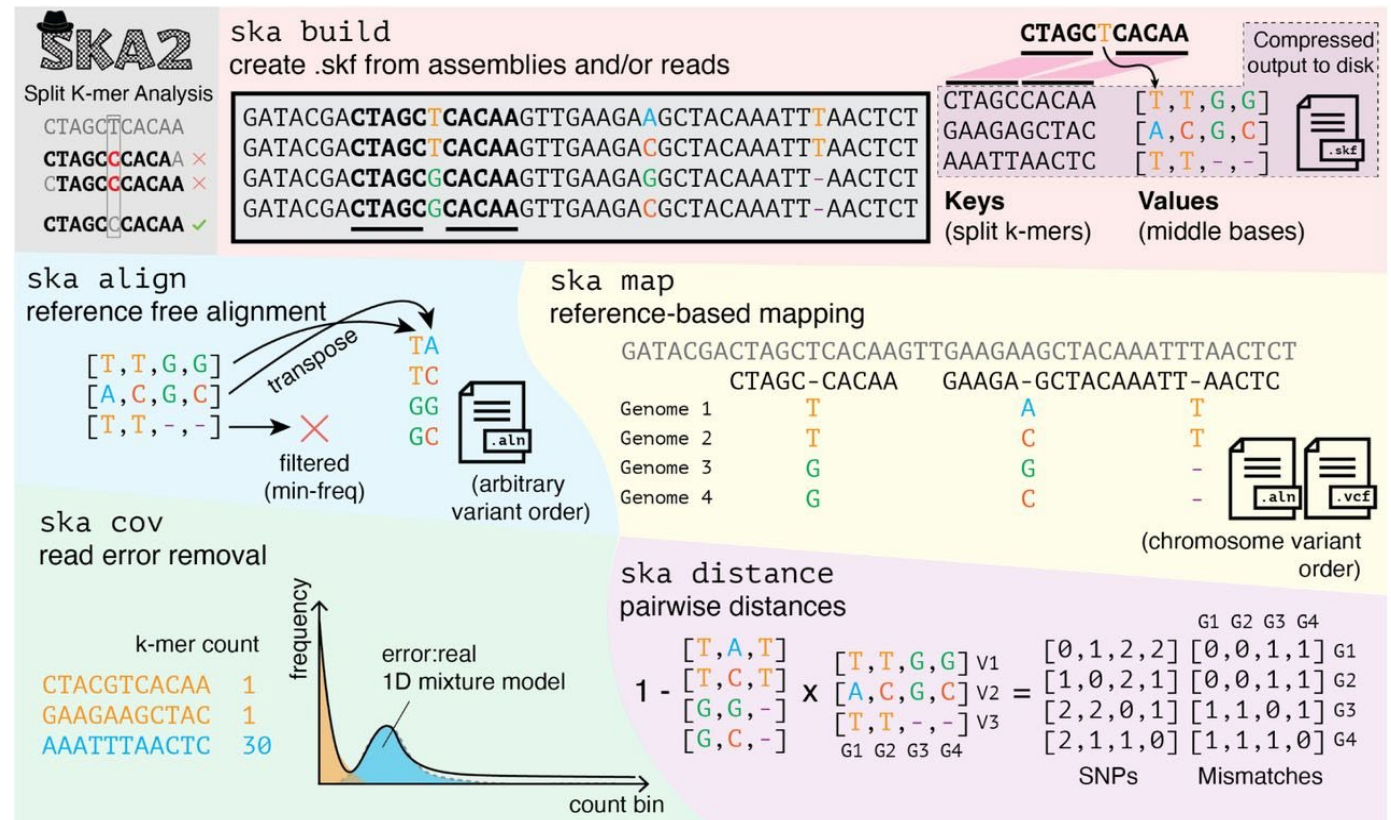 SKA2
Split K-mer Analysis
CTAGCTCACAA
CTAGCCCACAA ×
CTAGCCCACAA ×
CTAGCCCACAA ✓
ska build
create .skf from assemblies and/or reads
GATACGACTAGCTCACAAGTTGAAGAAGCTACAAATTTAACTCT
GATACGACTAGCTCACAAGTTGAAGACGCTACAAATTTAACTCT
GATACGACTAGCGCACAAGTTGAAGAGGCTACAAATT-AACTCT
GATACGACTAGCGCACAAGTTGAAGACGCTACAAATT-AACTCT
CTAGCTCACAA
Compressed
output to disk
CTAGCCACAA [T,T,G,G]
GAAGAGCTAC [A,C,G,C]
AAATTAACTC [T,T,-,-]
.skf
Keys
(split k-mers)
Values
(middle bases)
ska align
reference free alignment
[T,T,G,G]
[A,C,G,C]
[T,T,-,-]
transpose
filtered
(min-freq)
TA
TC
GG
GC
.aln
(arbitrary
variant order)
ska map
reference-based mapping
GATACGACTAGCTCACAAGTTGAAGAAGCTACAAATTTAACTCT
CTAGC-CACAA GAAGA-GCTACAAATT-AACTC
Genome 1 T A T
Genome 2 T C T
Genome 3 G G -
Genome 4 G C -
.aln .vcf
(chromosome variant
order)
ska cov
read error removal
k-mer count
CTACGTCACAA 1
GAAGAAGCTAC 1
AAATTTAACTC 30
frequency
error:real
1D mixture model
count bin
ska distance
pairwise distances
1 -
[T,A,T]
[T,C,T]
[G,G,-]
[G,C,-]
x
[T,T,G,G] V1
[A,C,G,C] V2
[T,T,-,-] V3
G1 G2 G3 G4
=
G1 G2 G3 G4
[0,1,2,2] [0,0,1,1] G1
[1,0,2,1] [0,0,1,1] G2
[2,2,0,1] [1,1,0,1] G3
[2,1,1,0] [1,1,1,0] G4
SNPs Mismatches